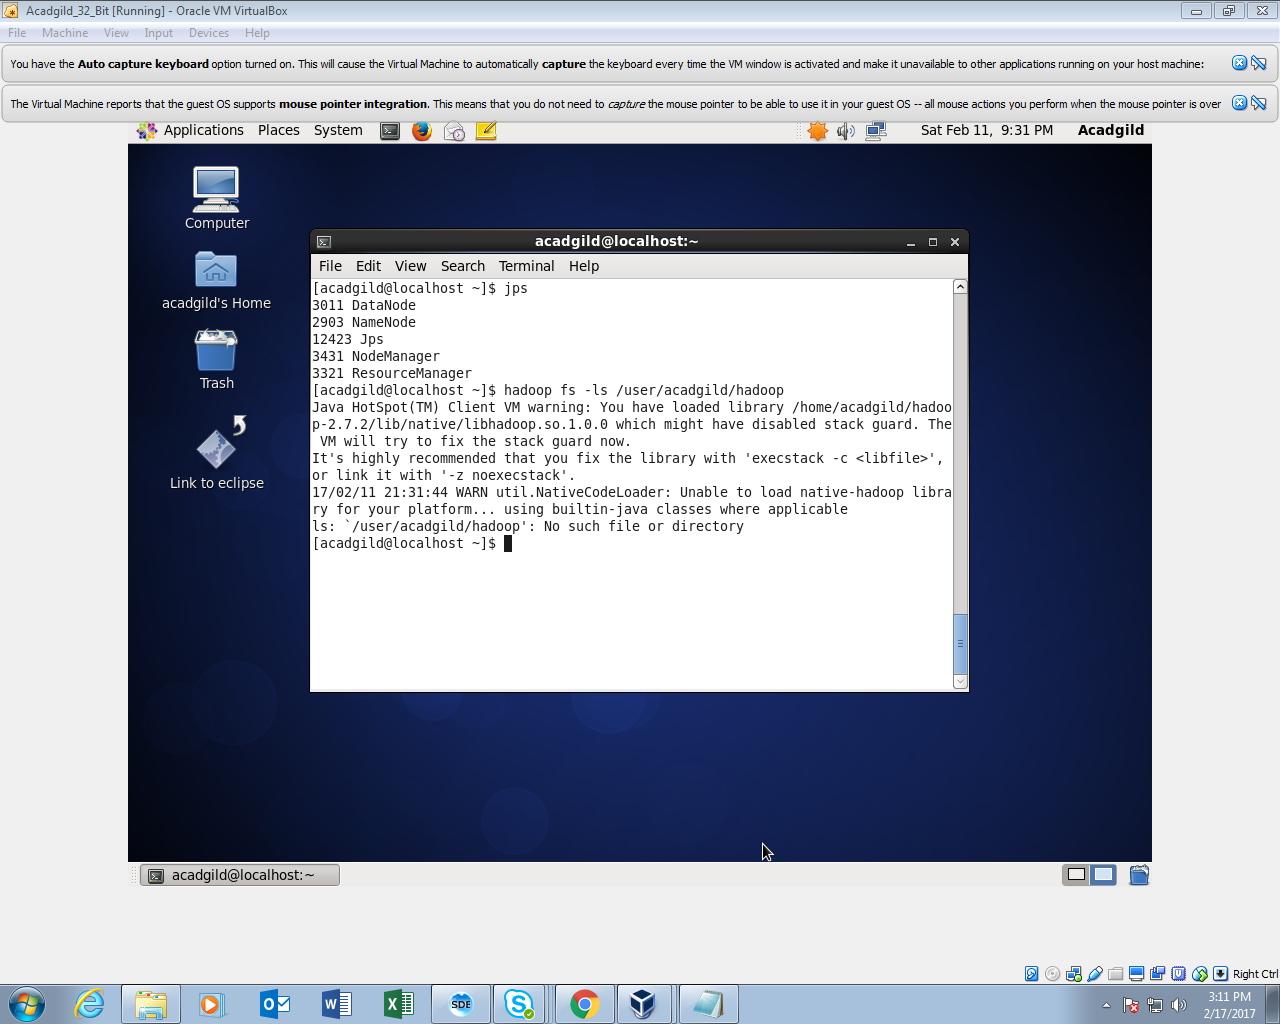 Acadgild_32_Bit [Running] - Oracle VM VirtualBox
File Machine View Input Devices Help
You have the Auto capture keyboard option turned on. This will cause the Virtual Machine to automatically capture the keyboard every time the VM window is activated and make it unavailable to other applications running on your host machine:
The Virtual Machine reports that the guest OS supports mouse pointer integration. This means that you do not need to capture the mouse pointer to be able to use it in your guest OS -- all mouse actions you perform when the mouse pointer is over
Applications Places System Sat Feb 11, 9:31 PM Acadgild
Computer
acadgild's Home
Trash
Link to eclipse
acadgild@localhost:~
File Edit View Search Terminal Help
[acadgild@localhost ~]$ jps
3011 DataNode
2903 NameNode
12423 Jps
3431 NodeManager
3321 ResourceManager
[acadgild@localhost ~]$ hadoop fs -ls /user/acadgild/hadoop
Java HotSpot(TM) Client VM warning: You have loaded library /home/acadgild/hadoo
p-2.7.2/lib/native/libhadoop.so.1.0.0 which might have disabled stack guard. The
 VM will try to fix the stack guard now.
It's highly recommended that you fix the library with 'execstack -c <libfile>',
or link it with '-z noexecstack'.
17/02/11 21:31:44 WARN util.NativeCodeLoader: Unable to load native-hadoop libra
ry for your platform... using builtin-java classes where applicable
ls: `/user/acadgild/hadoop': No such file or directory
[acadgild@localhost ~]$
acadgild@localhost:~
Right Ctrl
SDE
3:11 PM
2/17/2017